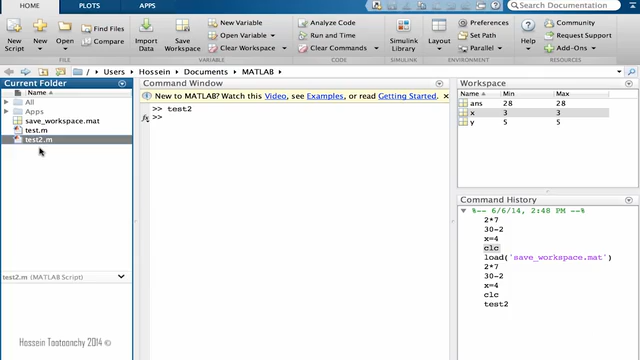 HOME PLOTS APPS
Search Documentation
New Script
New
Open
Find Files
Compare
Import Data
Save Workspace
New Variable
Open Variable
Clear Workspace
Analyze Code
Run and Time
Clear Commands
Simulink Library
Layout
Preferences
Set Path
Parallel
Help
Community
Request Support
Add-Ons
FILE VARIABLE CODE SIMULINK ENVIRONMENT RESOURCES
/ Users Hossein Documents MATLAB
Current Folder
Name
All
Apps
save_workspace.mat
test.m
test2.m
test2.m (MATLAB Script)
Hossein Tootoonchy 2014 ©
Command Window
New to MATLAB? Watch this Video, see Examples, or read Getting Started.
>> test2
fx >>
Workspace
Name Min Max
ans 28 28
x 3 3
y 5 5
Command History
%-- 6/6/14, 2:48 PM --%
2*7
30-2
x=4
clc
load('save_workspace.mat')
2*7
30-2
x=4
clc
test2